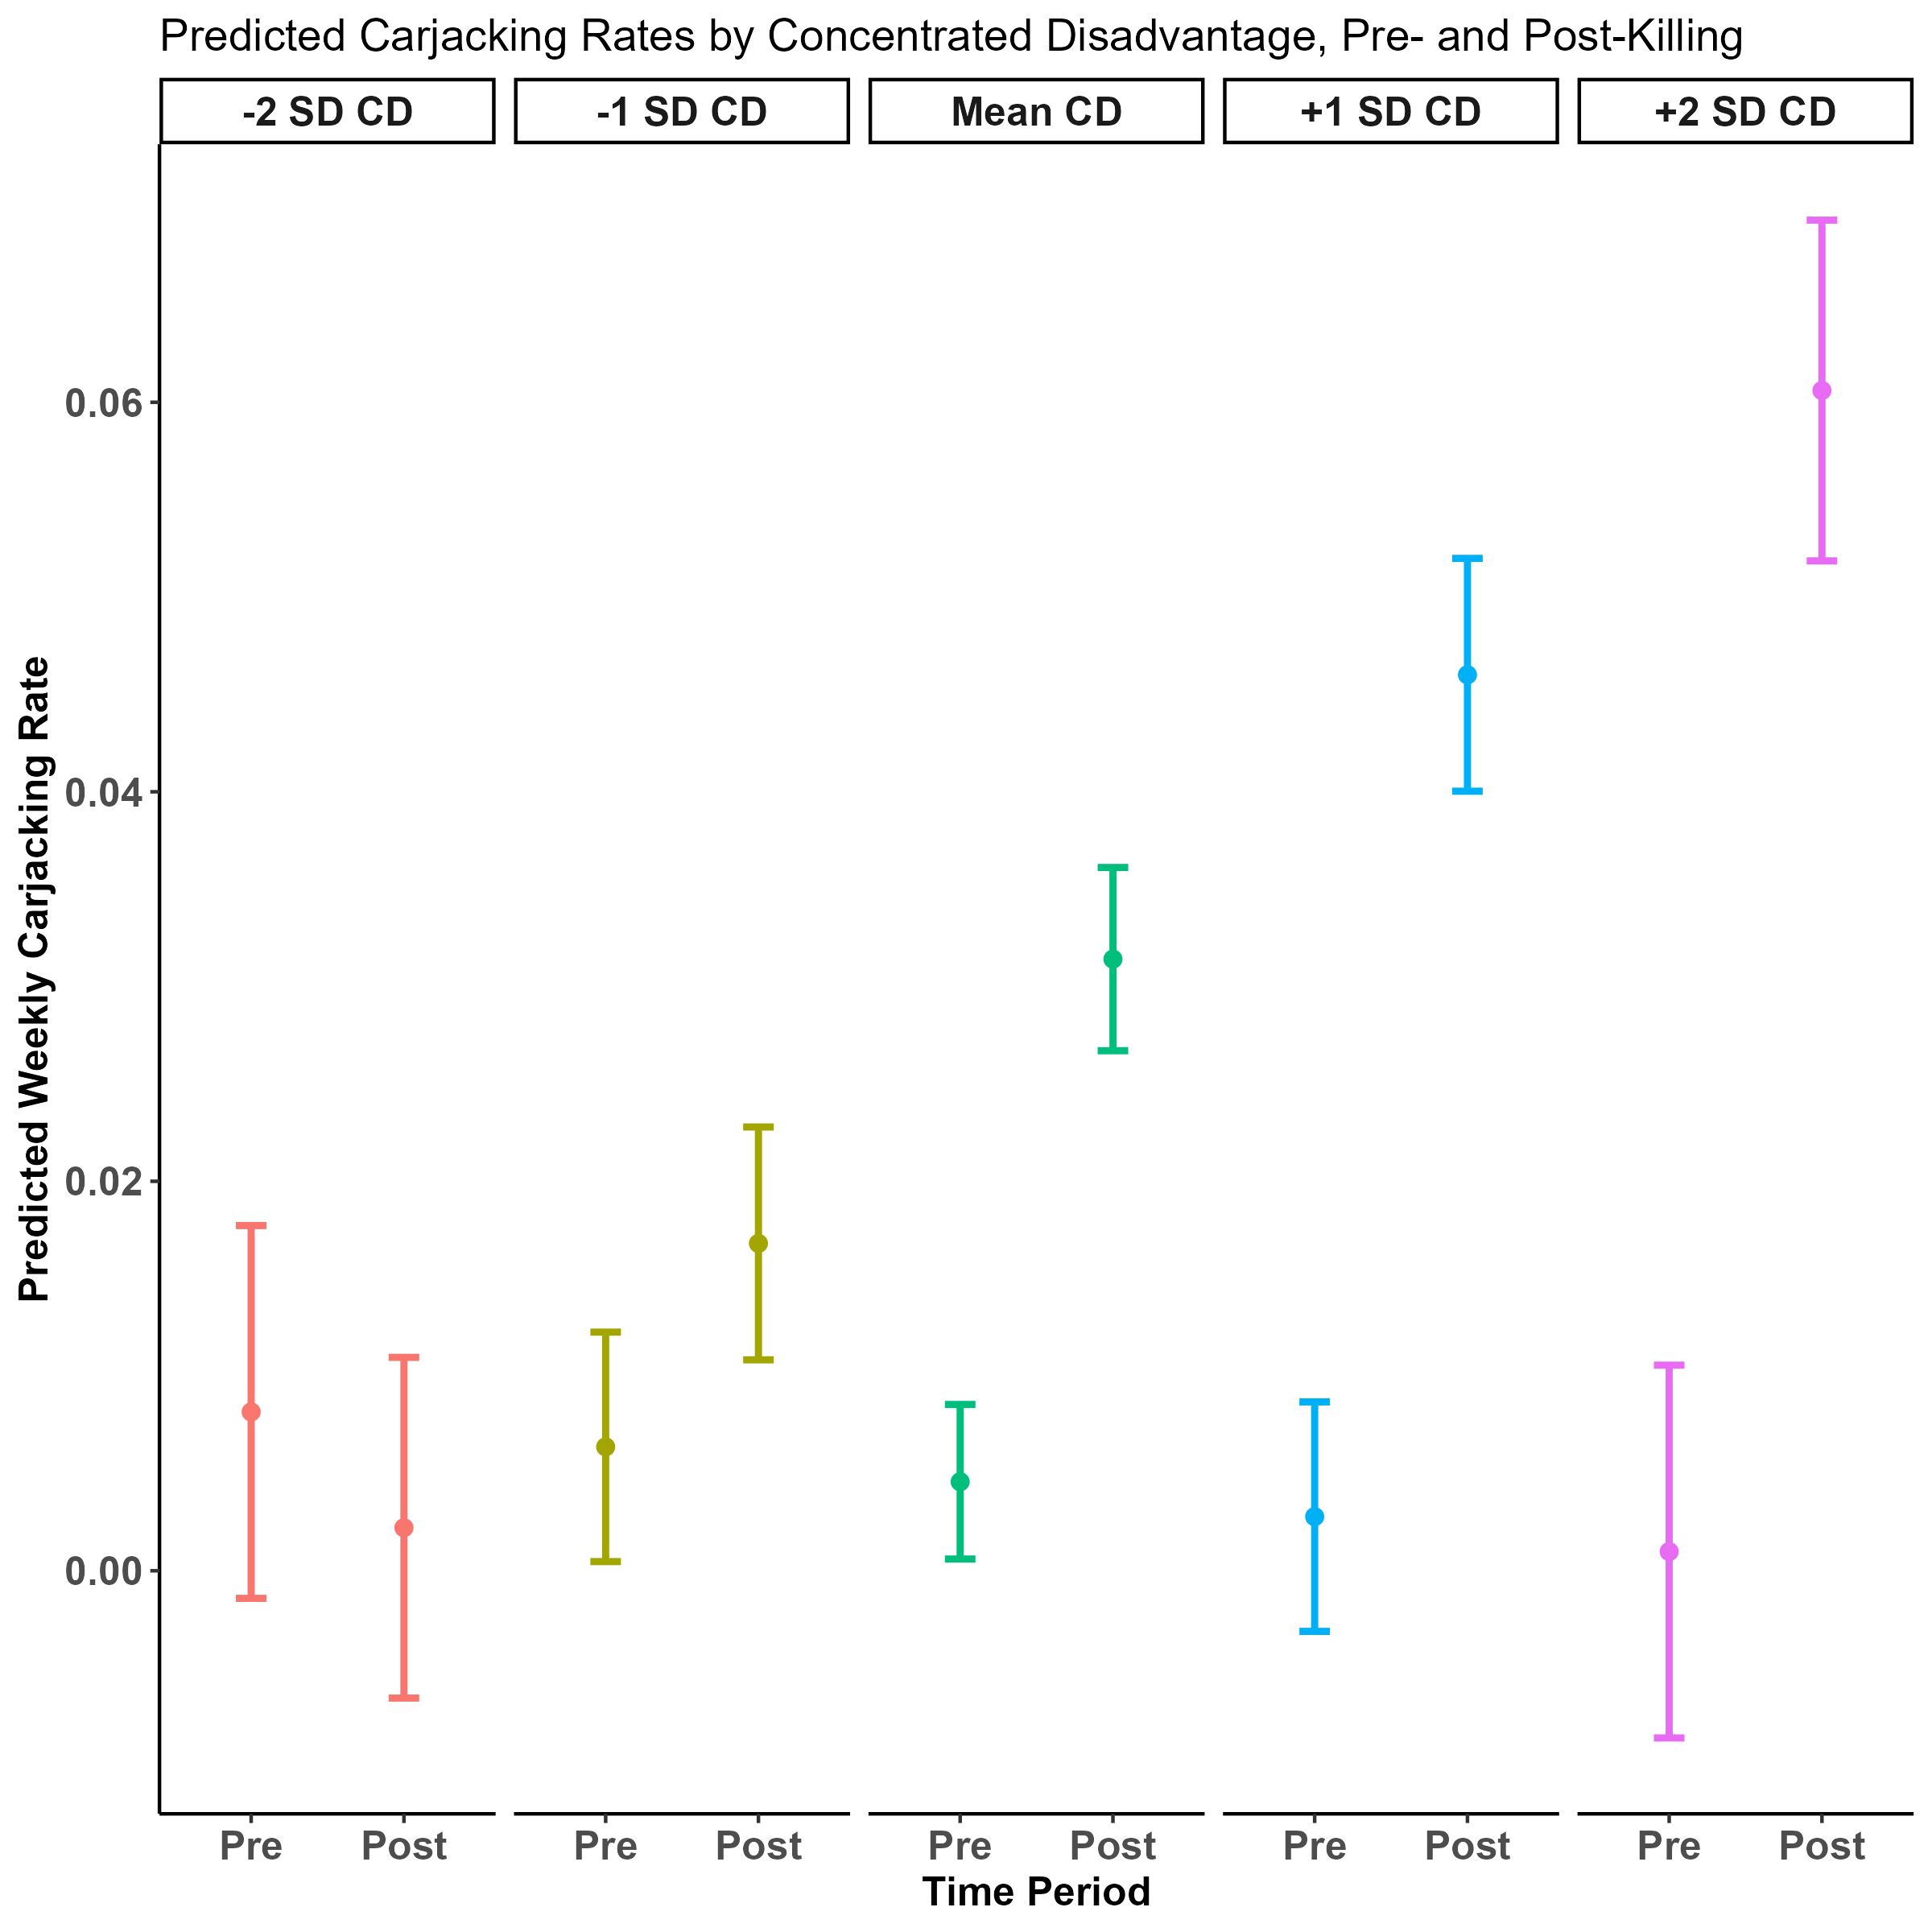 Predicted Carjacking Rates by Concentrated Disadvantage, Pre- and Post-Killing
-2 SD CD
-1 SD CD
Mean CD
+1 SD CD
+2 SD CD
Predicted Weekly Carjacking Rate
0.06
0.04
0.02
0.00
Pre
Post
Pre
Post
Pre
Post
Pre
Post
Pre
Post
Time Period